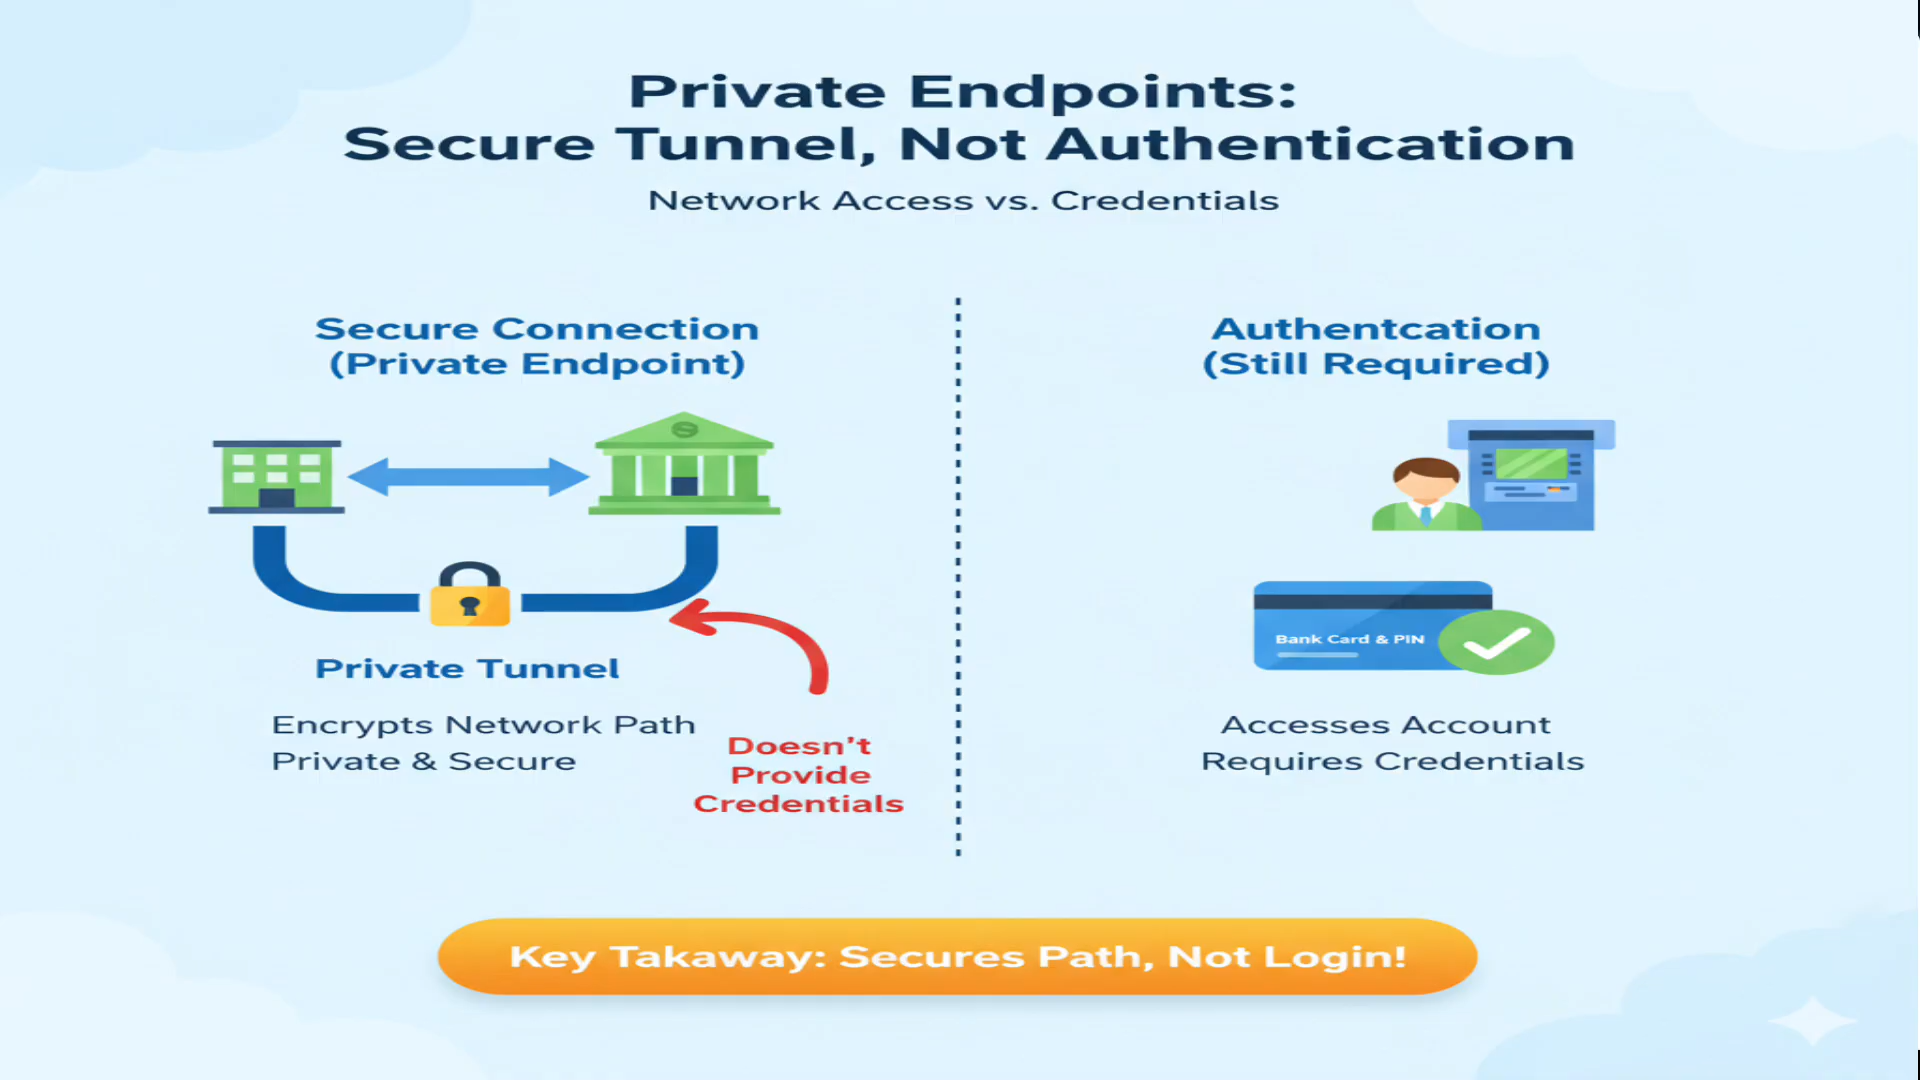 Private Endpoints:
Secure Tunnel, Not Authentication
Network Access vs. Credentials
Secure Connection
(Private Endpoint)
Private Tunnel
Encrypts Network Path
Private & Secure
Doesn't
Provide
Credentials
Authentcation
(Still Required)
Bank Card & PIN
Accesses Account
Requires Credentials
Key Takaway: Secures Path, Not Login!